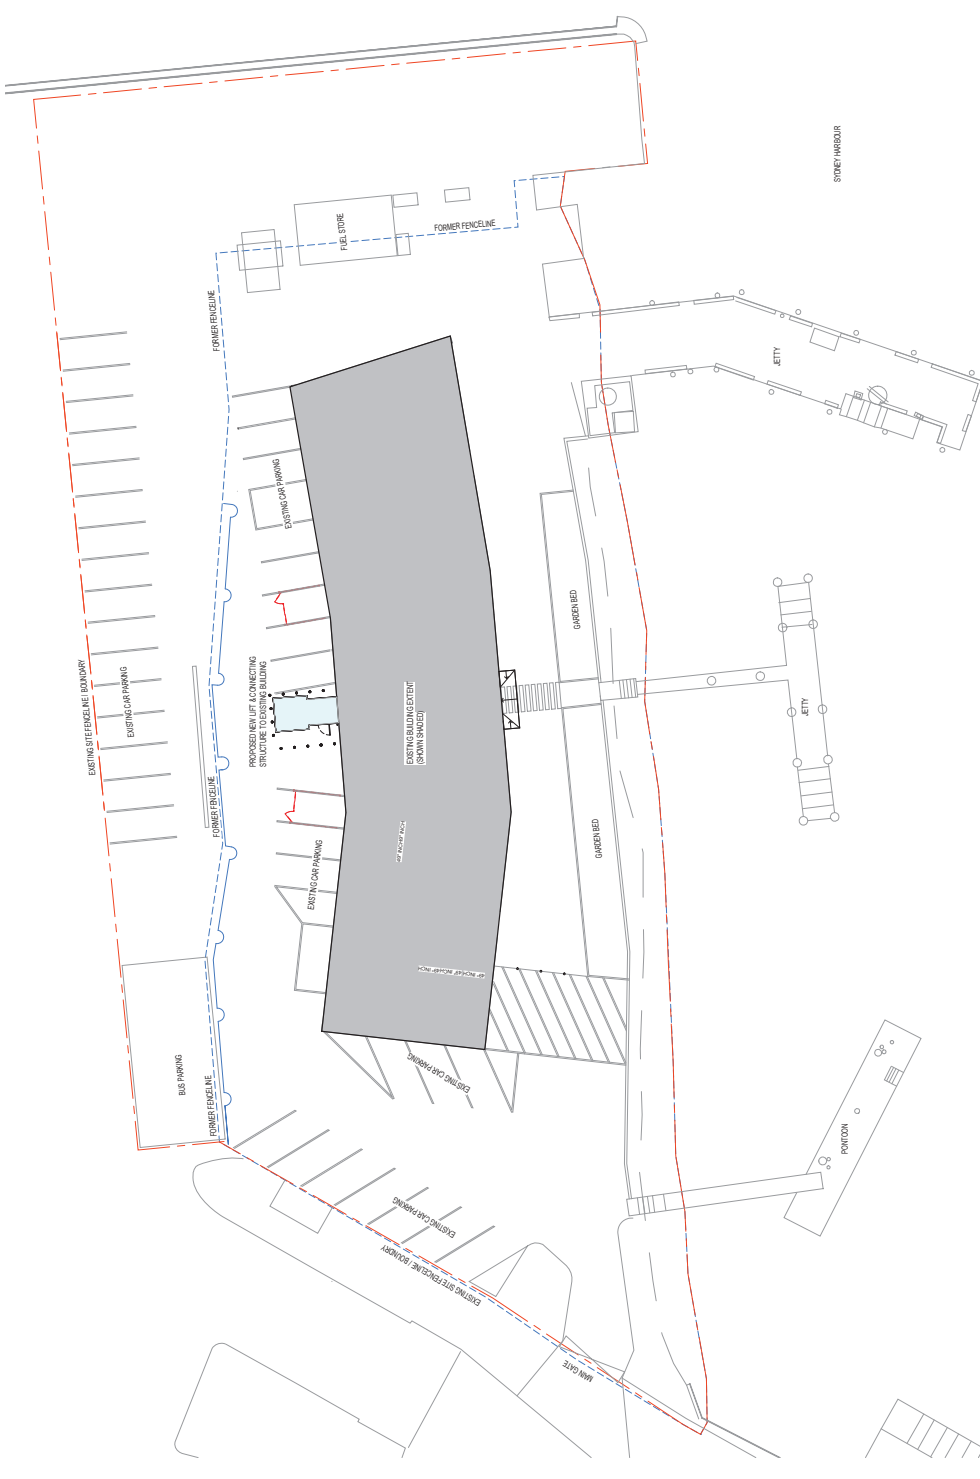 SYDNEY HARBOUR
FUEL STORE
FORMER FENCELINE
FORMER FENCELINE
JETTY
EXISTING CAR PARKING
GARDEN BED
EXISTING SITE FENCELINE / BOUNDARY
EXISTING CAR PARKING
PROPOSED NEW LIFT & CONNECTING
STRUCTURE TO EXISTING BUILDING
EXISTING BUILDING EXTENT
(SHOWN SHADED)
JETTY
FORMER FENCELINE
GARDEN BED
EXISTING CAR PARKING
BUS PARKING
FORMER FENCELINE
EXISTING CAR PARKING
PONTOON
EXISTING CAR PARKING
EXISTING SITE FENCELINE / BOUNDRY
MAIN GATE